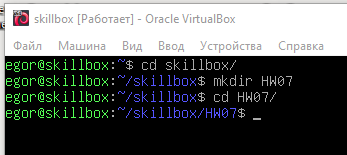 skillbox [Работает] - Oracle VirtualBox
Файл Машина Вид Ввод Устройства Справка
egor@skillbox:~$ cd skillbox/
egor@skillbox:~/skillbox$ mkdir HW07
egor@skillbox:~/skillbox$ cd HW07/
egor@skillbox:~/skillbox/HW07$ _